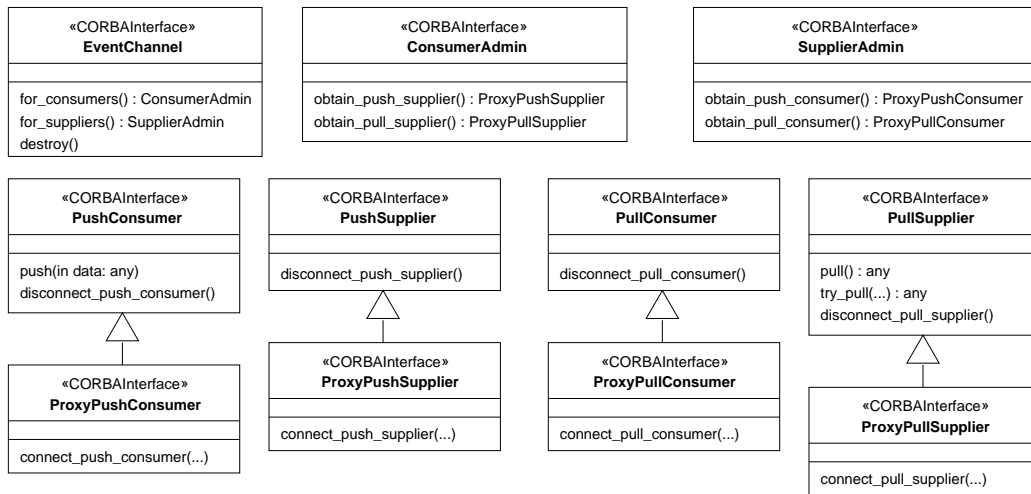 «CORBAInterface»
EventChannel
for_consumers() : ConsumerAdmin
for_suppliers() : SupplierAdmin
destroy()
«CORBAInterface»
ConsumerAdmin
obtain_push_supplier() : ProxyPushSupplier
obtain_pull_supplier() : ProxyPullSupplier
«CORBAInterface»
SupplierAdmin
obtain_push_consumer() : ProxyPushConsumer
obtain_pull_consumer() : ProxyPullConsumer
«CORBAInterface»
PushConsumer
push(in data: any)
disconnect_push_consumer()
«CORBAInterface»
PushSupplier
disconnect_push_supplier()
«CORBAInterface»
PullConsumer
disconnect_pull_consumer()
«CORBAInterface»
PullSupplier
pull() : any
try_pull(...) : any
disconnect_pull_supplier()
«CORBAInterface»
ProxyPushConsumer
connect_push_consumer(...)
«CORBAInterface»
ProxyPushSupplier
connect_push_supplier(...)
«CORBAInterface»
ProxyPullConsumer
connect_pull_consumer(...)
«CORBAInterface»
ProxyPullSupplier
connect_pull_supplier(...)